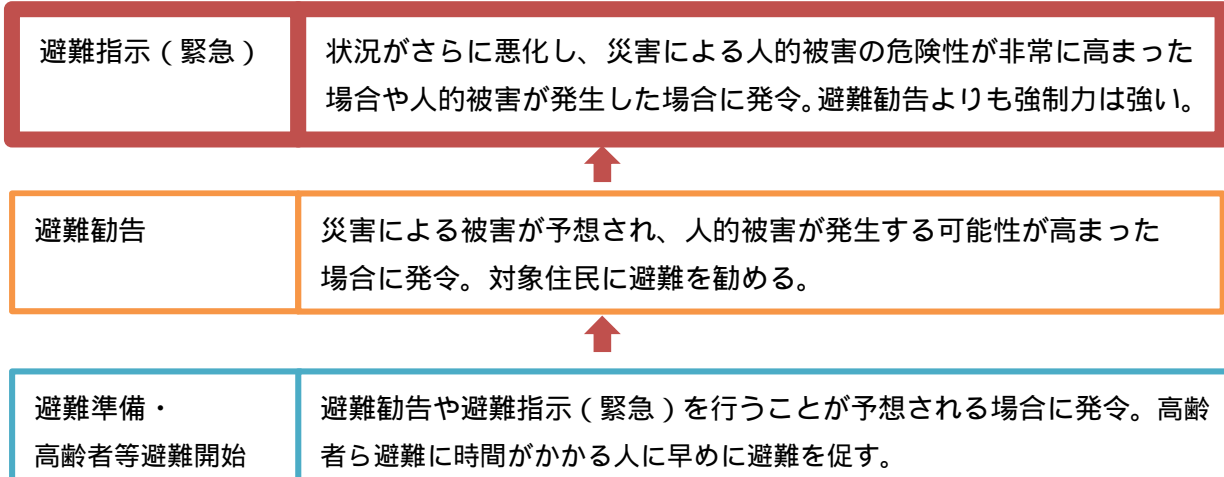 避難指示（緊急）
状況がさらに悪化し、災害による人的被害の危険性が非常に高まった
場合や人的被害が発生した場合に発令。避難勧告よりも強制力は強い。
避難勧告
災害による被害が予想され、人的被害が発生する可能性が高まった
場合に発令。対象住民に避難を勧める。
避難準備・
高齢者等避難開始
避難勧告や避難指示（緊急）を行うことが予想される場合に発令。高齢
者ら避難に時間がかかる人に早めに避難を促す。